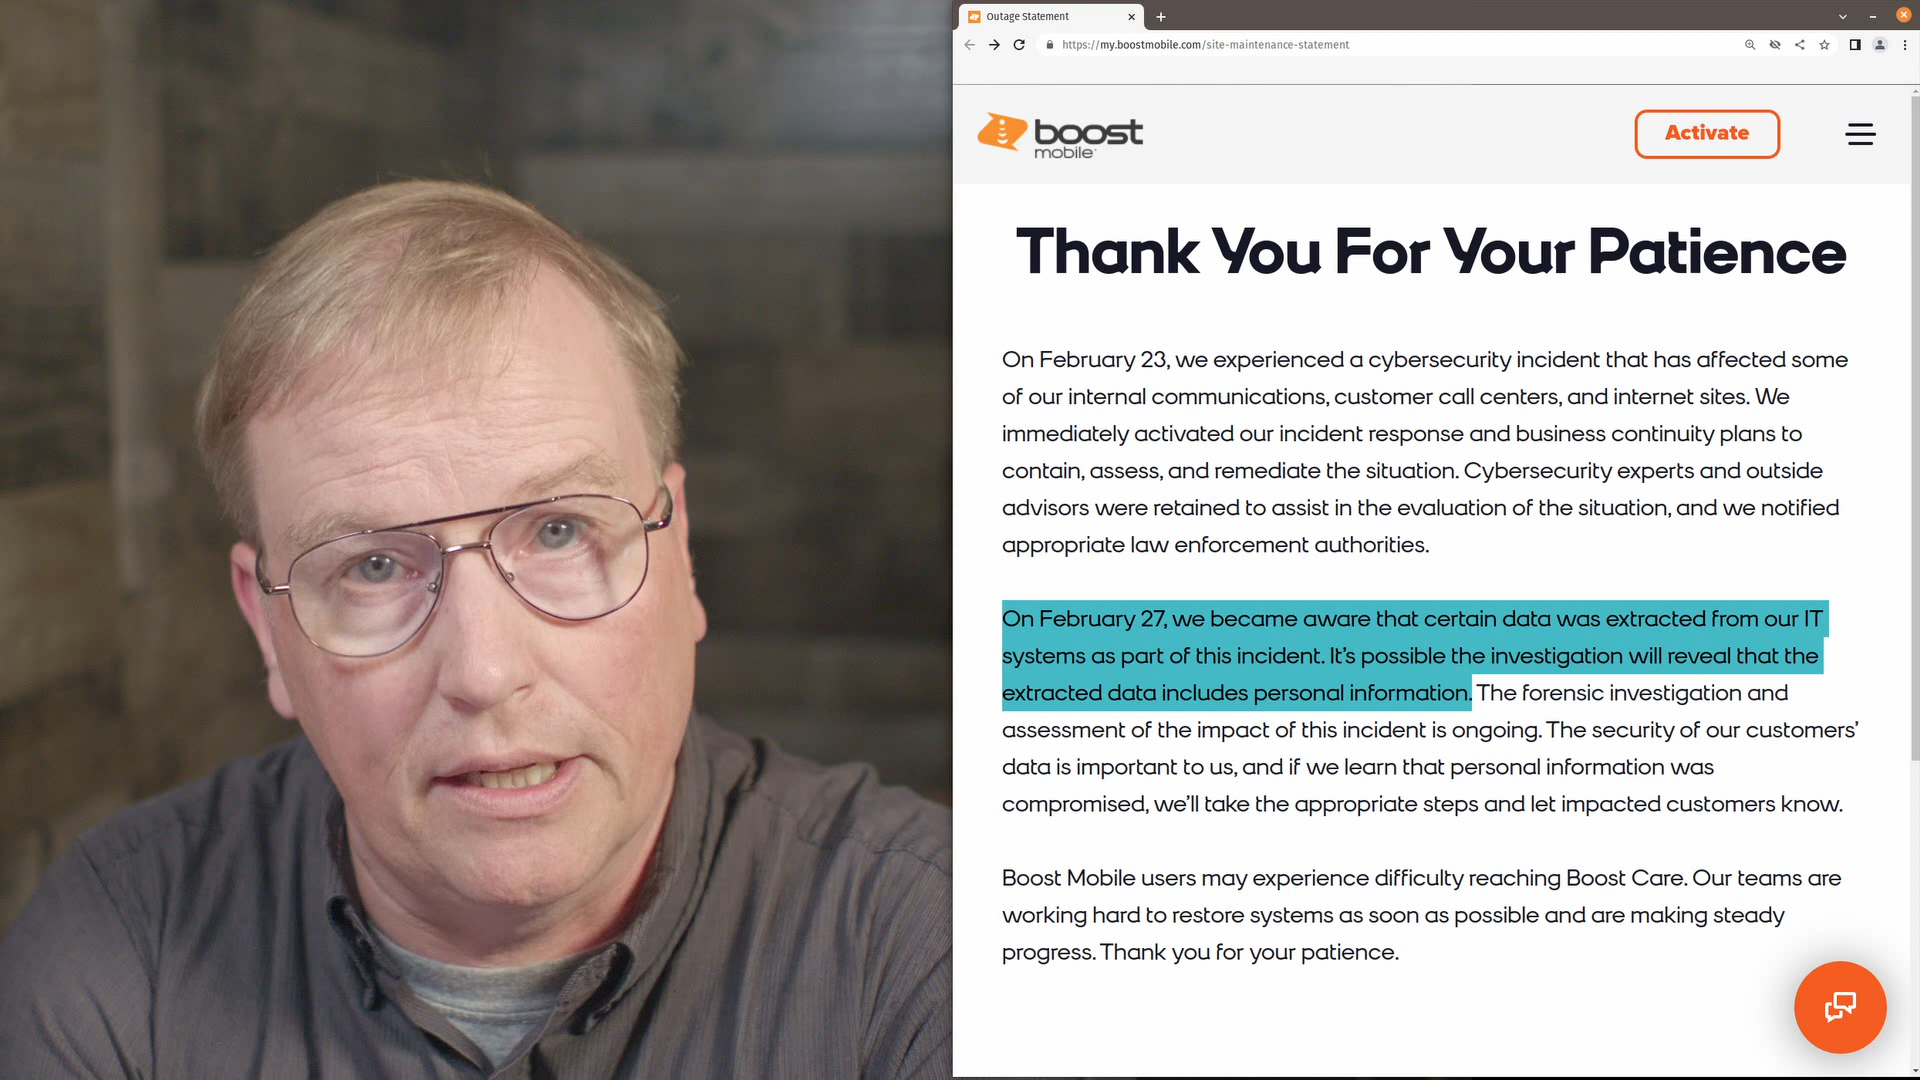 Outage Statement
https://my.boostmobile.com/site-maintenance-statement
boost
mobile
Activate
Thank You For Your Patience
On February 23, we experienced a cybersecurity incident that has affected some
of our internal communications, customer call centers, and internet sites. We
immediately activated our incident response and business continuity plans to
contain, assess, and remediate the situation. Cybersecurity experts and outside
advisors were retained to assist in the evaluation of the situation, and we notified
appropriate law enforcement authorities.
On February 27, we became aware that certain data was extracted from our IT
systems as part of this incident. It's possible the investigation will reveal that the
extracted data includes personal information. The forensic investigation and
assessment of the impact of this incident is ongoing. The security of our customers'
data is important to us, and if we learn that personal information was
compromised, we'll take the appropriate steps and let impacted customers know.
Boost Mobile users may experience difficulty reaching Boost Care. Our teams are
working hard to restore systems as soon as possible and are making steady
progress. Thank you for your patience.